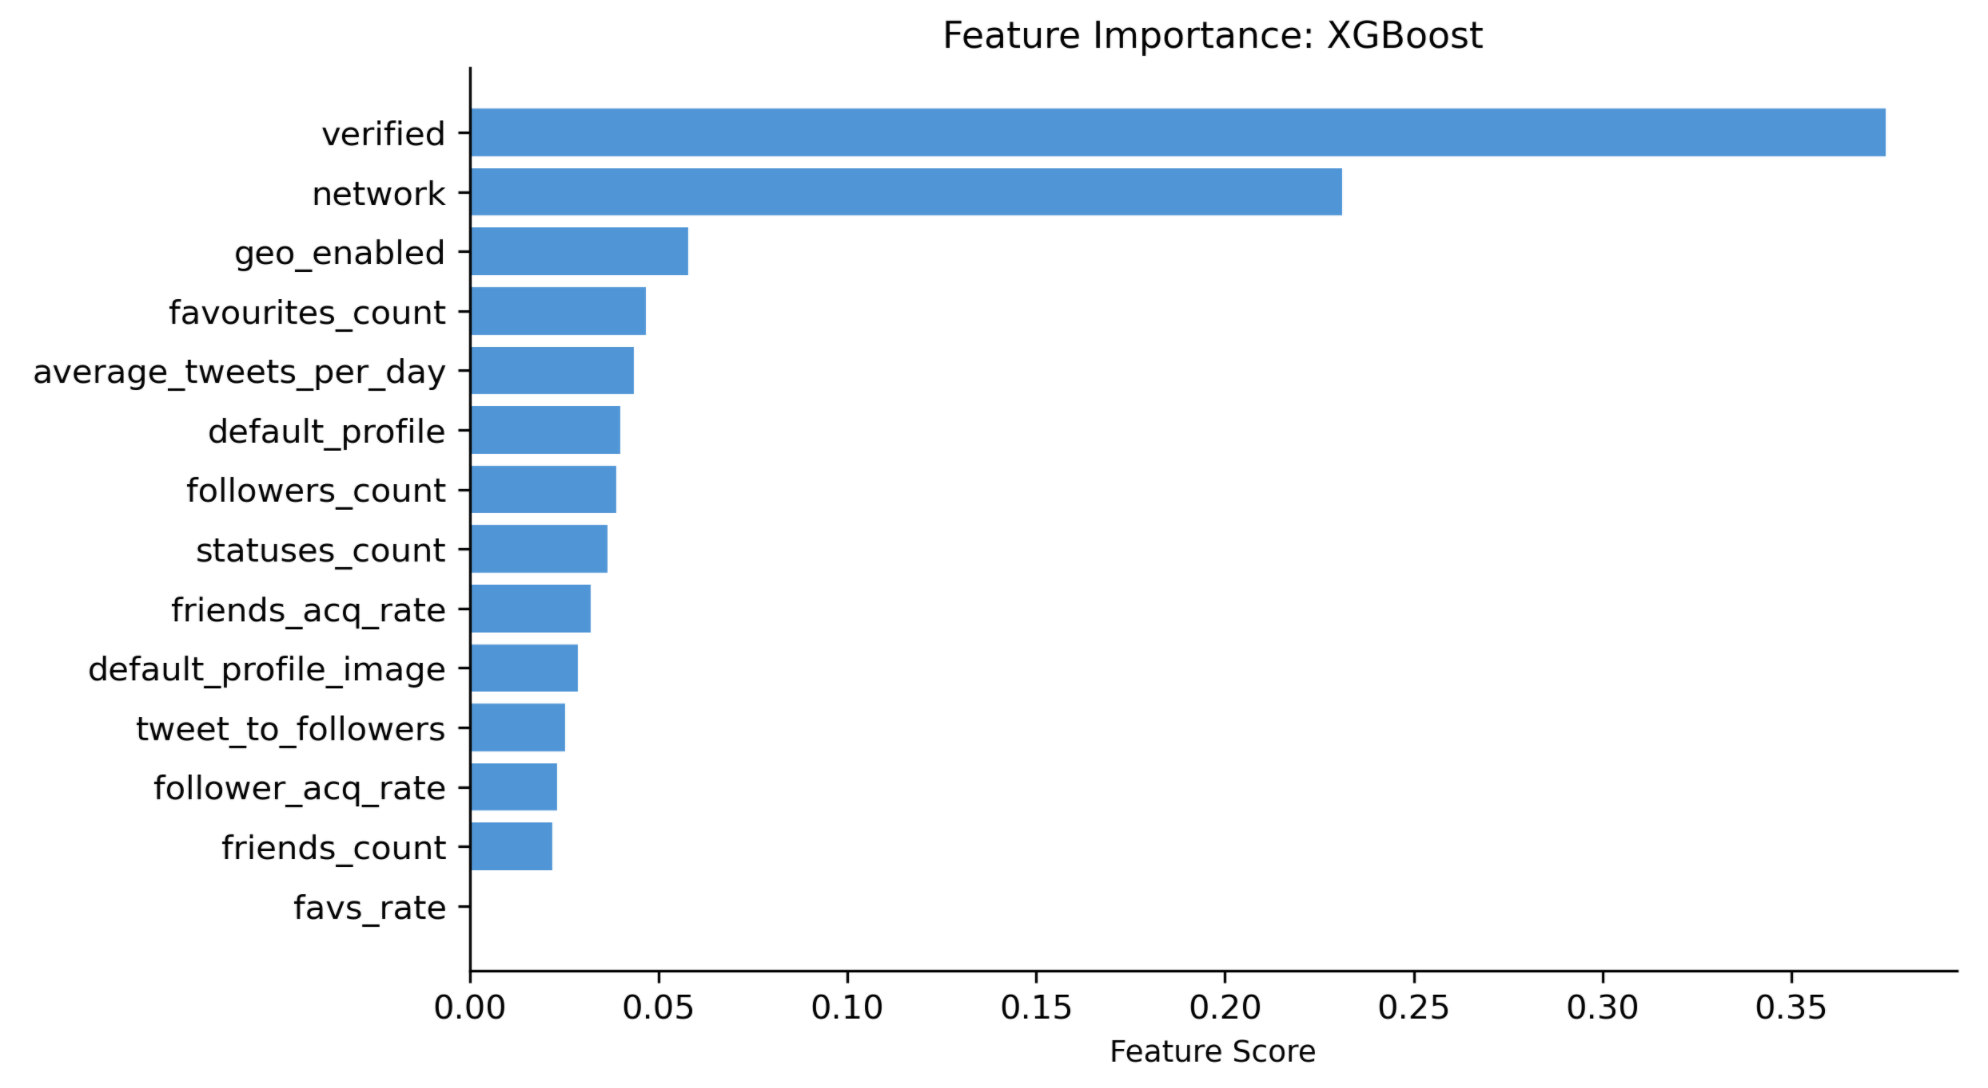 Feature Importance: XGBoost
verified
network
geo_enabled
favourites_count
average_tweets_per_day
default_profile
followers_count
statuses_count
friends_acq_rate
default_profile_image
tweet_to_followers
follower_acq_rate
friends_count
favs_rate
0.00 0.05 0.10 0.15 0.20 0.25 0.30 0.35
Feature Score